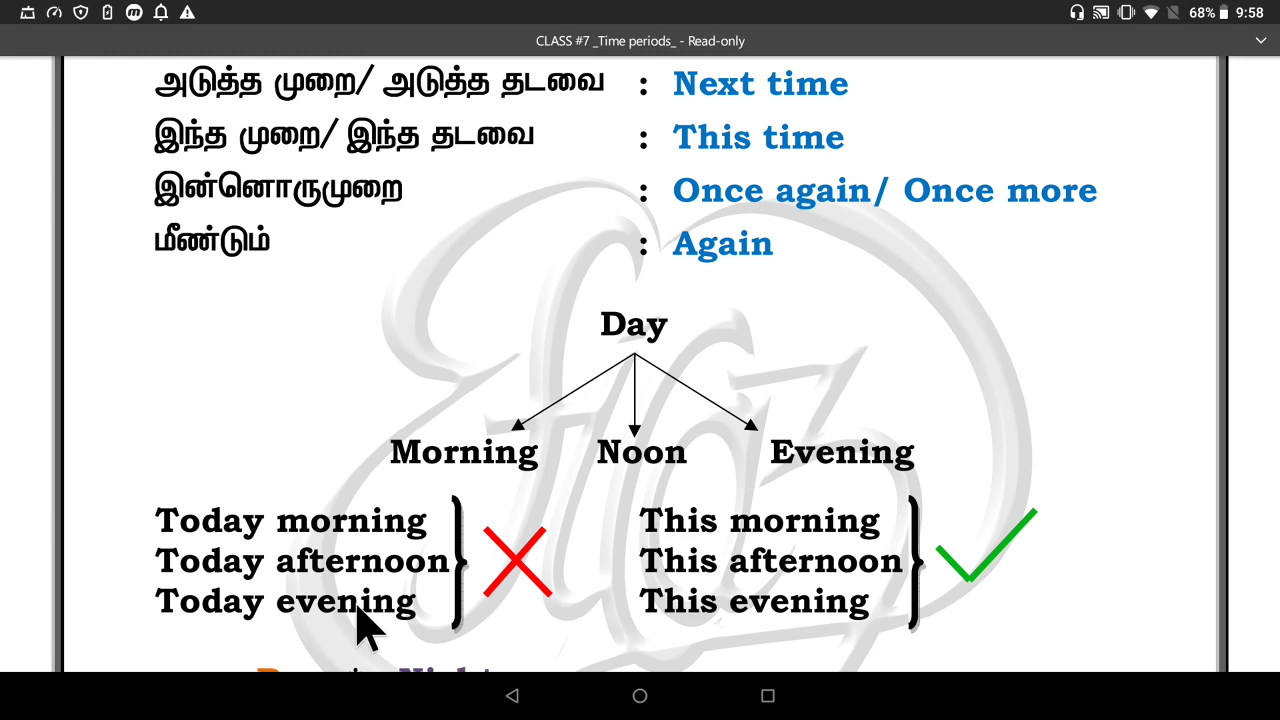 68% 9:58
CLASS #7 _Time periods_ - Read-only
அடுத்த முறை/ அடுத்த தடவை : Next time
இந்த முறை/ இந்த தடவை : This time
இன்னொருமுறை : Once again/ Once more
மீண்டும் : Again
Day
Morning Noon Evening
Today morning This morning
Today afternoon This afternoon
Today evening This evening